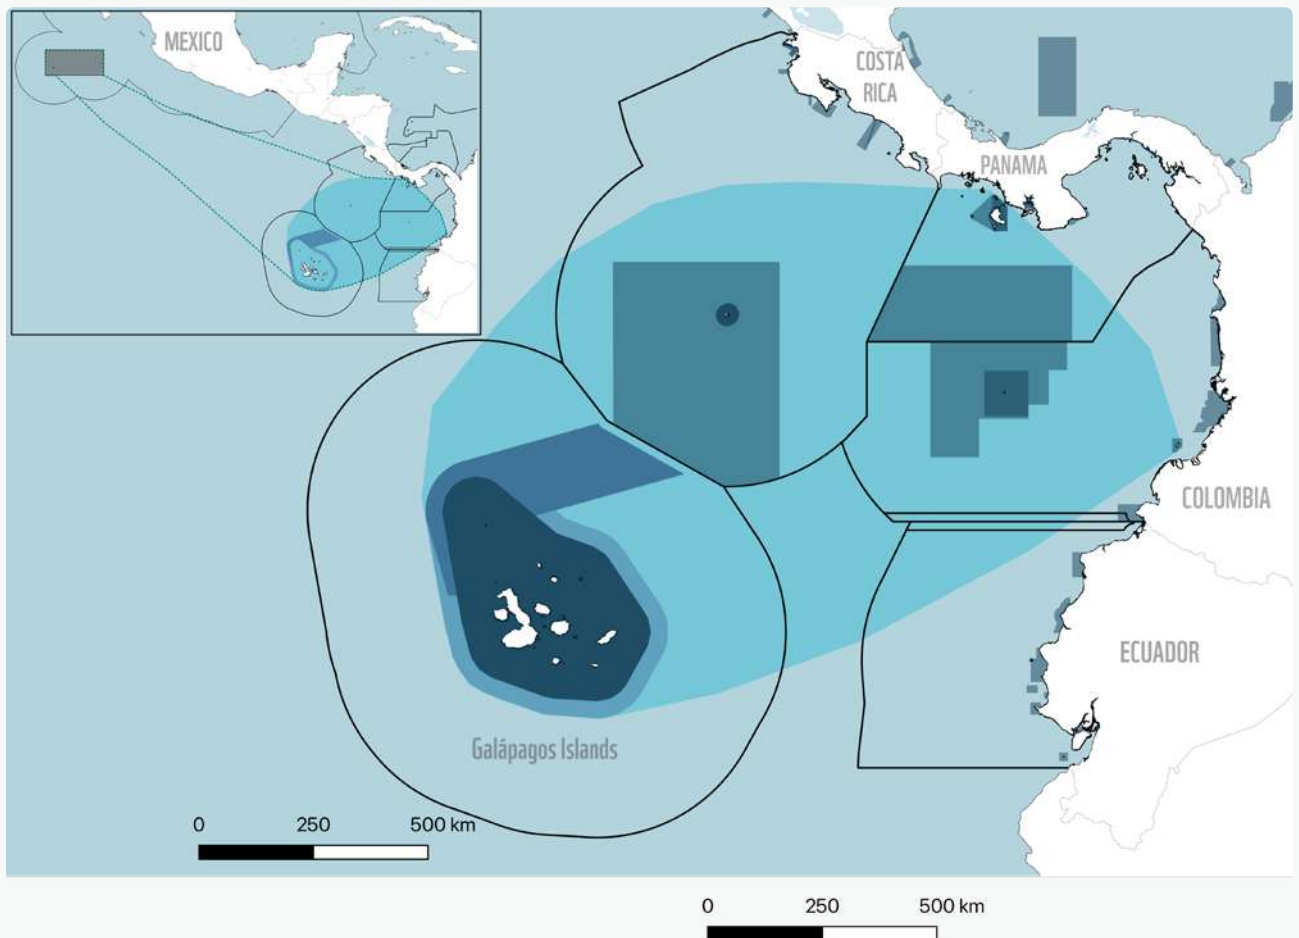 MEXICO
COSTA
RICA
PANAMA
COLOMBIA
ECUADOR
Galápagos Islands
0 250 500 km
0 250 500 km